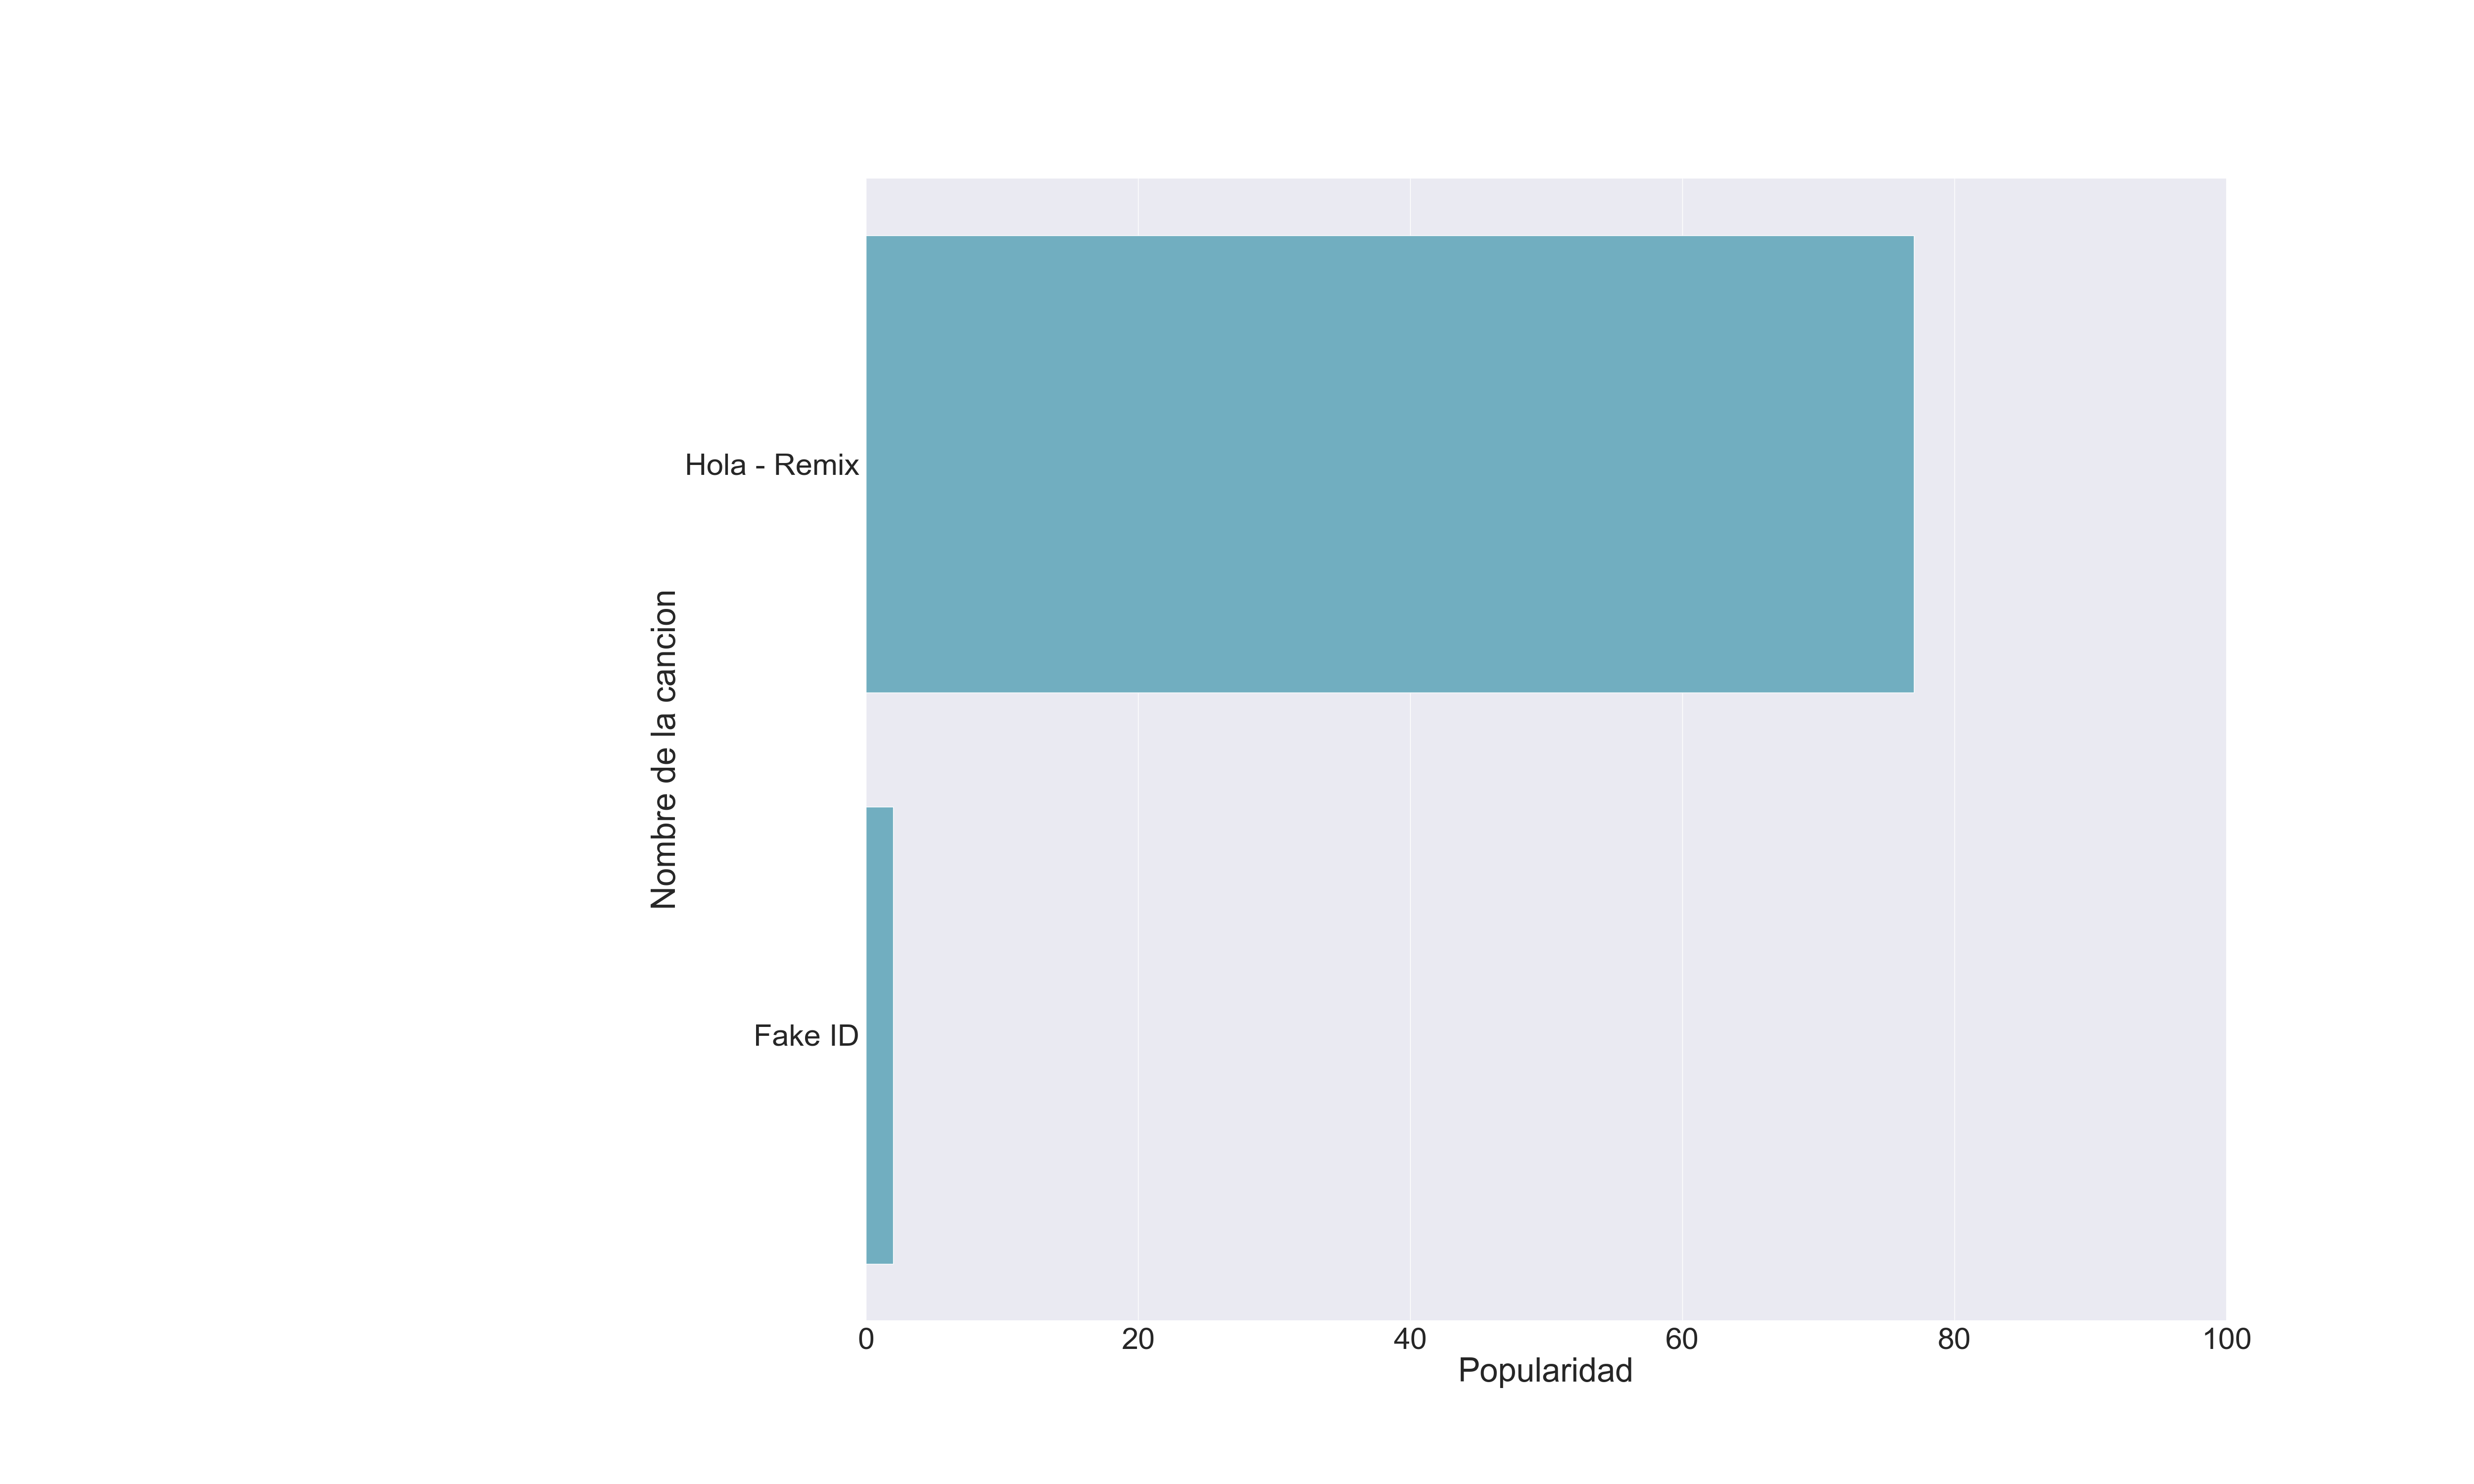 Nombre de la cancion
Hola - Remix
Fake ID
0 20 40 60 80 100
Popularidad